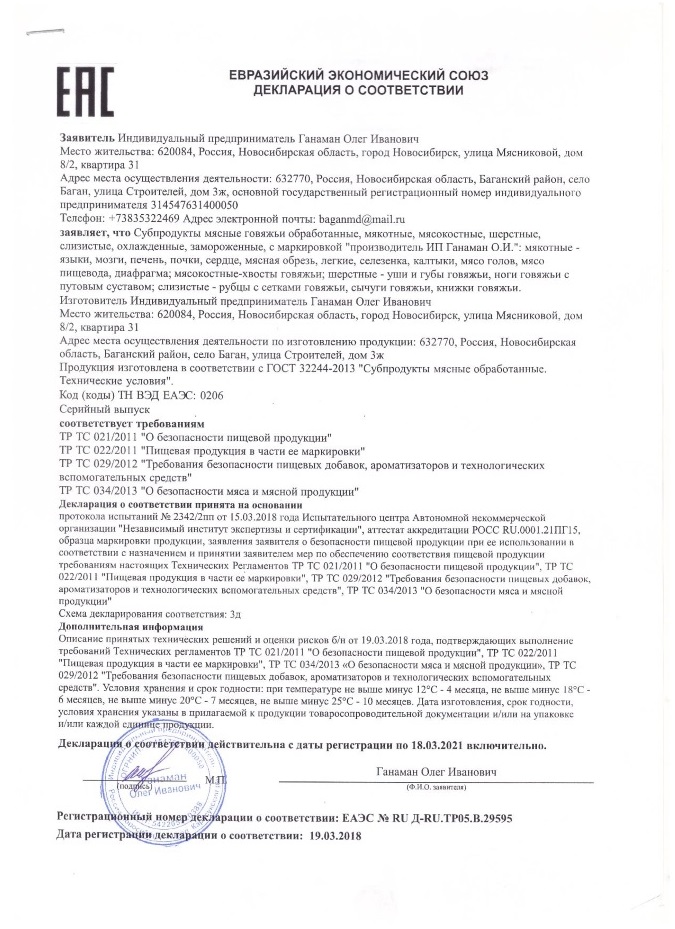 EAC
ЕВРАЗИЙСКИЙ ЭКОНОМИЧЕСКИЙ СОЮЗ
ДЕКЛАРАЦИЯ О СООТВЕТСТВИИ
Заявитель Индивидуальный предприниматель Ганаман Олег Иванович
Место жительства: 620084, Россия, Новосибирская область, город Новосибирск, улица Мясниковой, дом
8/2, квартира 31
Адрес места осуществления деятельности: 632770, Россия, Новосибирская область, Баганский район, село
Баган, улица Строителей, дом 3ж, основной государственный регистрационный номер индивидуального
предпринимателя 314547631400050
Телефон: +73835322469 Адрес электронной почты: baganmd@mail.ru
заявляет, что Субпродукты мясные говяжьи обработанные, мякотные, мясокостные, шерстные,
слизистые, охлажденные, замороженные, с маркировкой "производитель ИП Ганаман О.И.": мякотные -
языки, мозги, печень, почки, сердце, мясная обрезь, легкие, селезенка, калтыки, мясо голов, мясо
пищевода, диафрагма; мясокостные-хвосты говяжьи; шерстные - уши и губы говяжьи, ноги говяжьи с
путовым суставом; слизистые - рубцы с сетками говяжьи, сычуги говяжьи, книжки говяжьи.
Изготовитель Индивидуальный предприниматель Ганаман Олег Иванович
Место жительства: 620084, Россия, Новосибирская область, город Новосибирск, улица Мясниковой, дом
8/2, квартира 31
Адрес места осуществления деятельности по изготовлению продукции: 632770, Россия, Новосибирская
область, Баганский район, село Баган, улица Строителей, дом 3ж
Продукция изготовлена в соответствии с ГОСТ 32244-2013 "Субпродукты мясные обработанные.
Технические условия".
Код (коды) ТН ВЭД ЕАЭС: 0206
Серийный выпуск
соответствует требованиям
ТР ТС 021/2011 "О безопасности пищевой продукции"
ТР ТС 022/2011 "Пищевая продукция в части ее маркировки"
ТР ТС 029/2012 "Требования безопасности пищевых добавок, ароматизаторов и технологических
вспомогательных средств"
ТР ТС 034/2013 "О безопасности мяса и мясной продукции"
Декларация о соответствии принята на основании
протокола испытаний № 2342/2пп от 15.03.2018 года Испытательного центра Автономной некоммерческой
организации "Независимый институт экспертизы и сертификации", аттестат аккредитации РОСС RU.0001.21ПГ15,
образца маркировки продукции, заявления заявителя о безопасности пищевой продукции при ее использовании в
соответствии с назначением и принятии заявителем мер по обеспечению соответствия пищевой продукции
требованиям настоящих Технических Регламентов ТР ТС 021/2011 "О безопасности пищевой продукции", ТР ТС
022/2011 "Пищевая продукция в части ее маркировки", ТР ТС 029/2012 "Требования безопасности пищевых добавок,
ароматизаторов и технологических вспомогательных средств", ТР ТС 034/2013 "О безопасности мяса и мясной
продукции"
Схема декларирования соответствия: 3д
Дополнительная информация
Описание принятых технических решений и оценки рисков б/н от 19.03.2018 года, подтверждающих выполнение
требований Технических регламентов ТР ТС 021/2011 "О безопасности пищевой продукции", ТР ТС 022/2011
"Пищевая продукция в части ее маркировки", ТР ТС 034/2013 «О безопасности мяса и мясной продукции», ТР ТС
029/2012 "Требования безопасности пищевых добавок, ароматизаторов и технологических вспомогательных
средств". Условия хранения и срок годности: при температуре не выше минус 12°С - 4 месяца, не выше минус 18°С -
6 месяцев, не выше минус 20°С - 7 месяцев, не выше минус 25°С - 10 месяцев. Дата изготовления, срок годности,
условия хранения указаны в прилагаемой к продукции товаросопроводительной документации и/или на упаковке
и/или каждой единице продукции.
Декларация о соответствии действительна с даты регистрации по 18.03.2021 включительно.
Ганаман Олег Иванович
(подпись) М.П. (Ф.И.О. заявителя)
Ганаман
Олег Иванович
Регистрационный номер декларации о соответствии: ЕАЭС № RU Д-RU.ТР05.В.29595
Дата регистрации декларации о соответствии: 19.03.2018